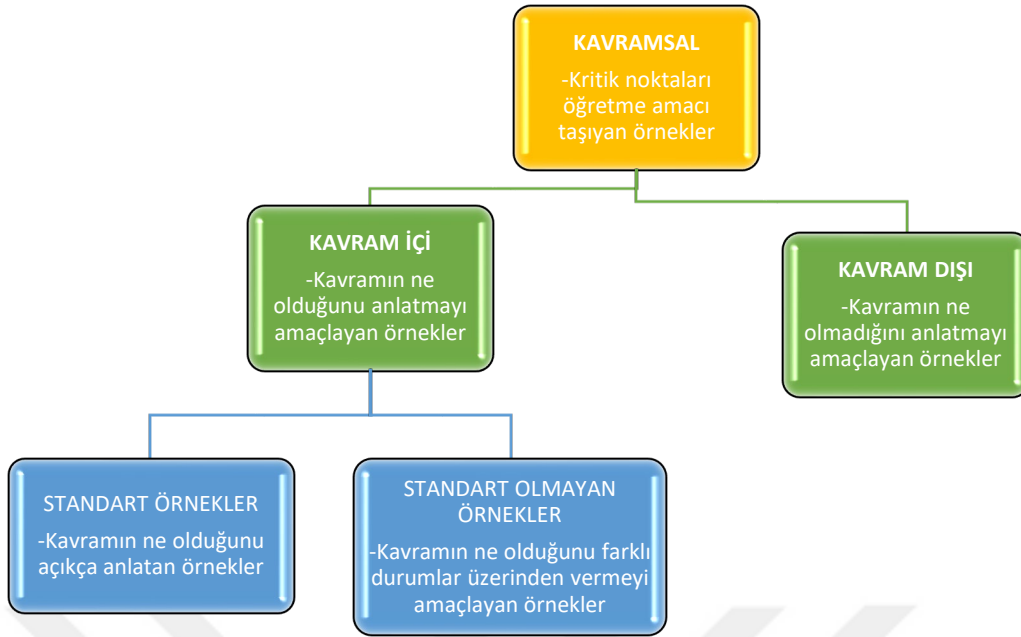 KAVRAMSAL
-Kritik noktaları
öğretme amacı
taşıyan örnekler
KAVRAM İÇİ
-Kavramın ne
olduğunu anlatmayı
amaçlayan örnekler
KAVRAM DIŞI
-Kavramın ne
olmadığını anlatmayı
amaçlayan örnekler
STANDART ÖRNEKLER
-Kavramın ne olduğunu
açıkça anlatan örnekler
STANDART OLMAYAN
ÖRNEKLER
-Kavramın ne olduğunu farklı
durumlar üzerinden vermeyi
amaçlayan örnekler